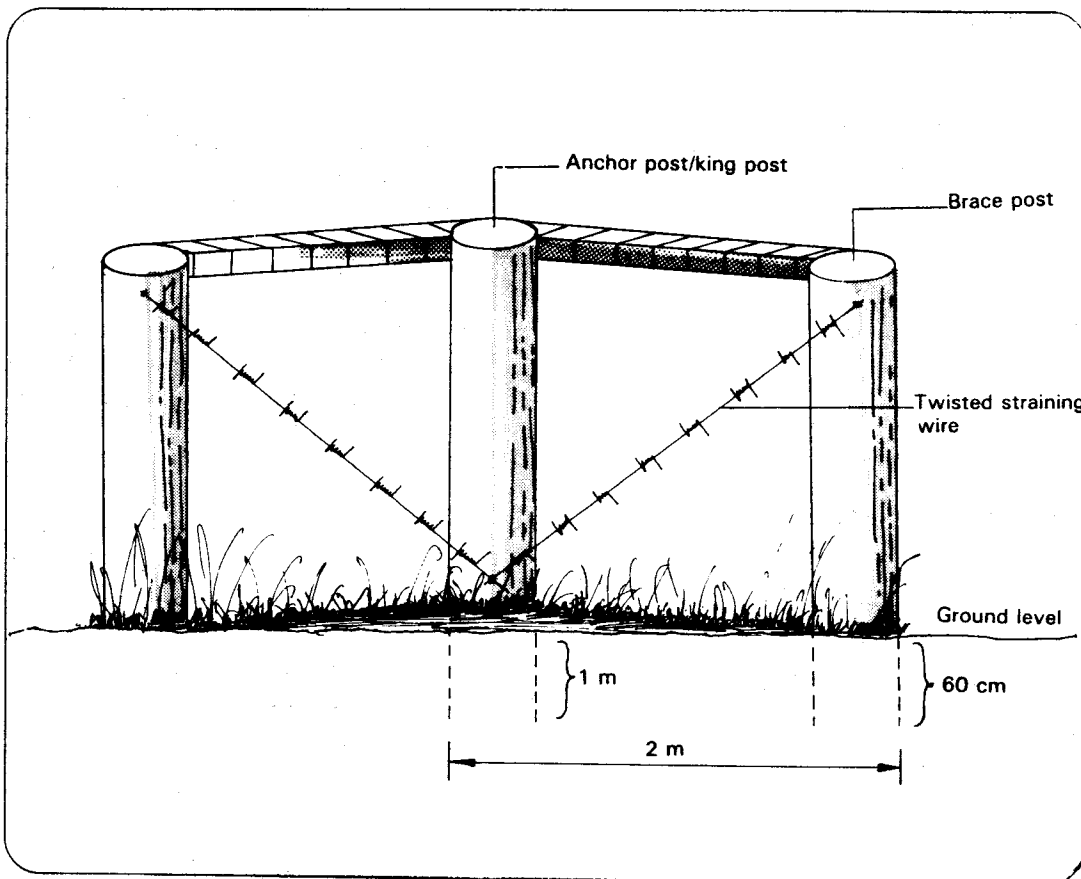 Anchor post/king post
Brace post
Twisted straining
wire
Ground level
1 m
60 cm
2 m